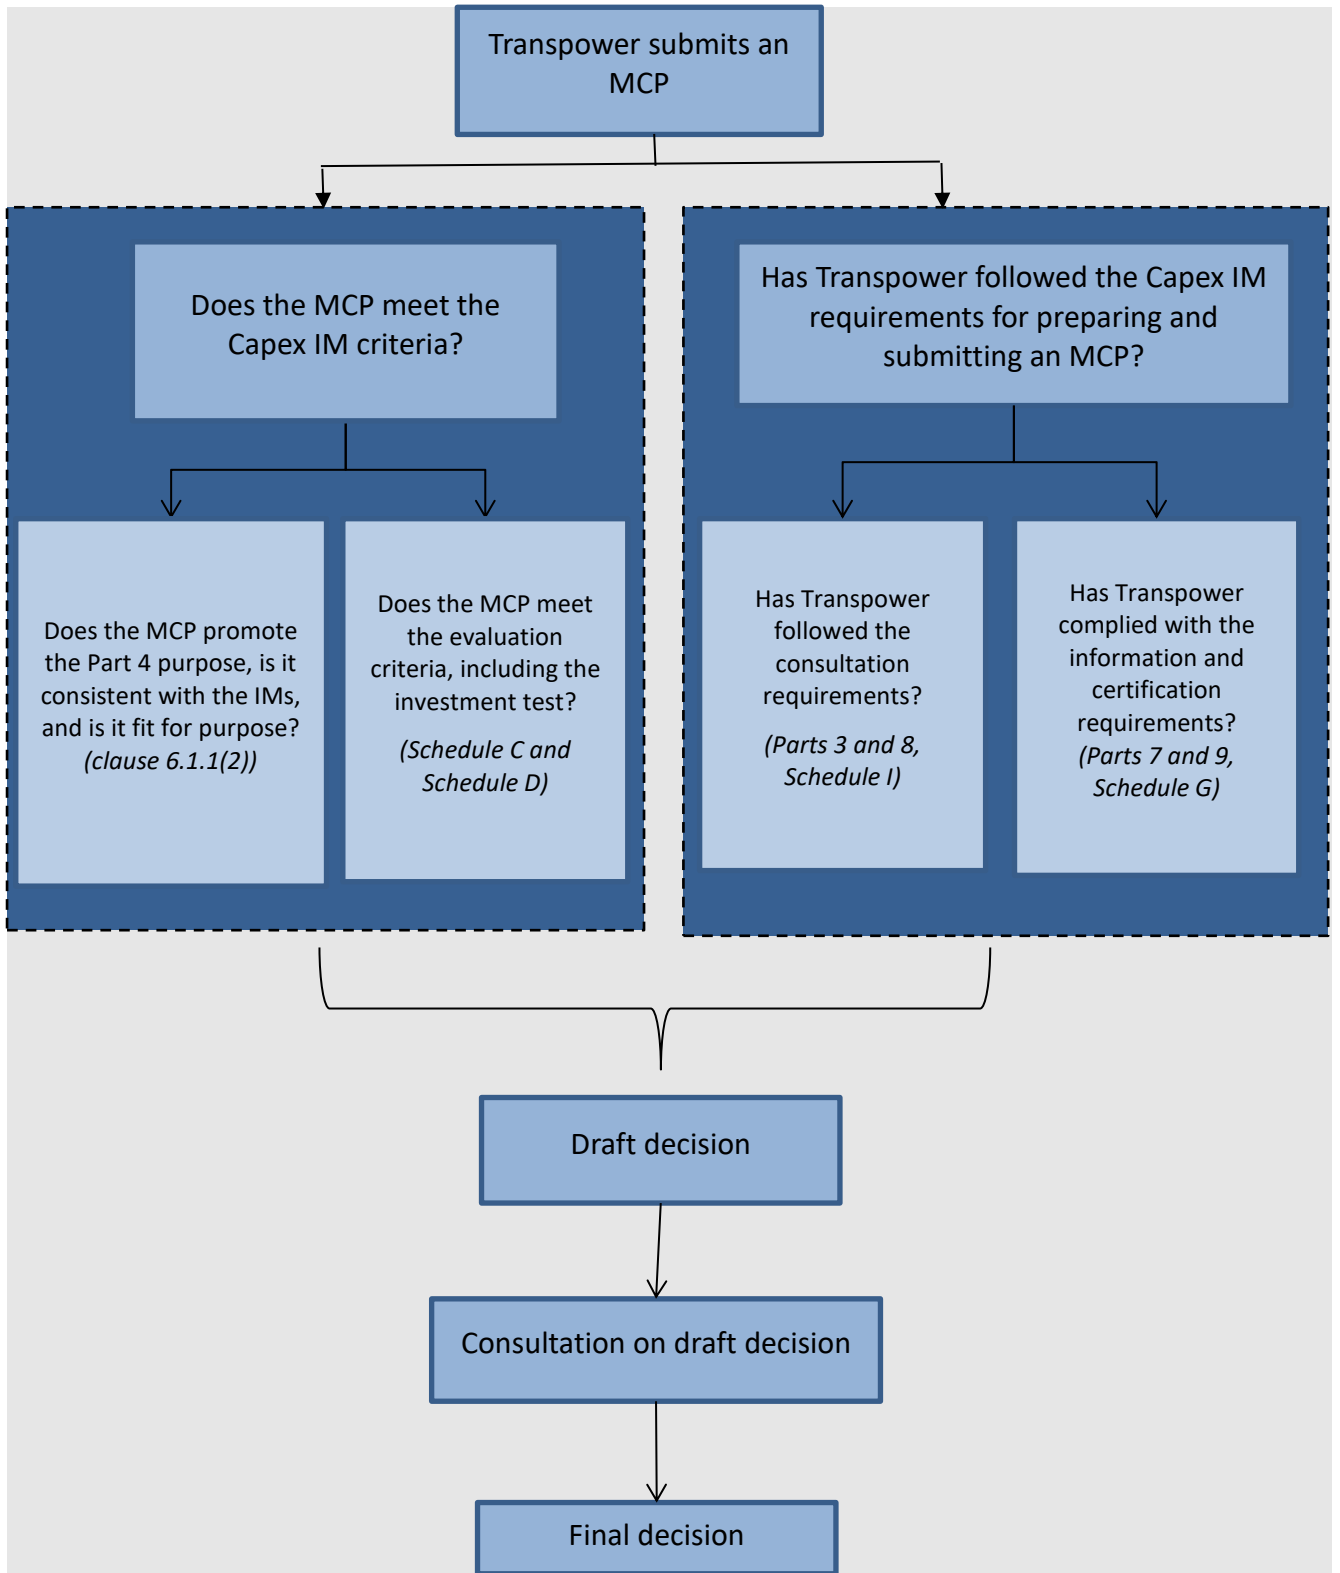 Transpower submits an
MCP
Does the MCP meet the
Capex IM criteria?
Has Transpower followed the Capex IM
requirements for preparing and
submitting an MCP?
Does the MCP promote
the Part 4 purpose, is it
consistent with the IMs,
and is it fit for purpose?
(clause 6.1.1(2))
Does the MCP meet
the evaluation
criteria, including the
investment test?
(Schedule C and
Schedule D)
Has Transpower
followed the
consultation
requirements?
(Parts 3 and 8,
Schedule I)
Has Transpower
complied with the
information and
certification
requirements?
(Parts 7 and 9,
Schedule G)
Draft decision
Consultation on draft decision
Final decision